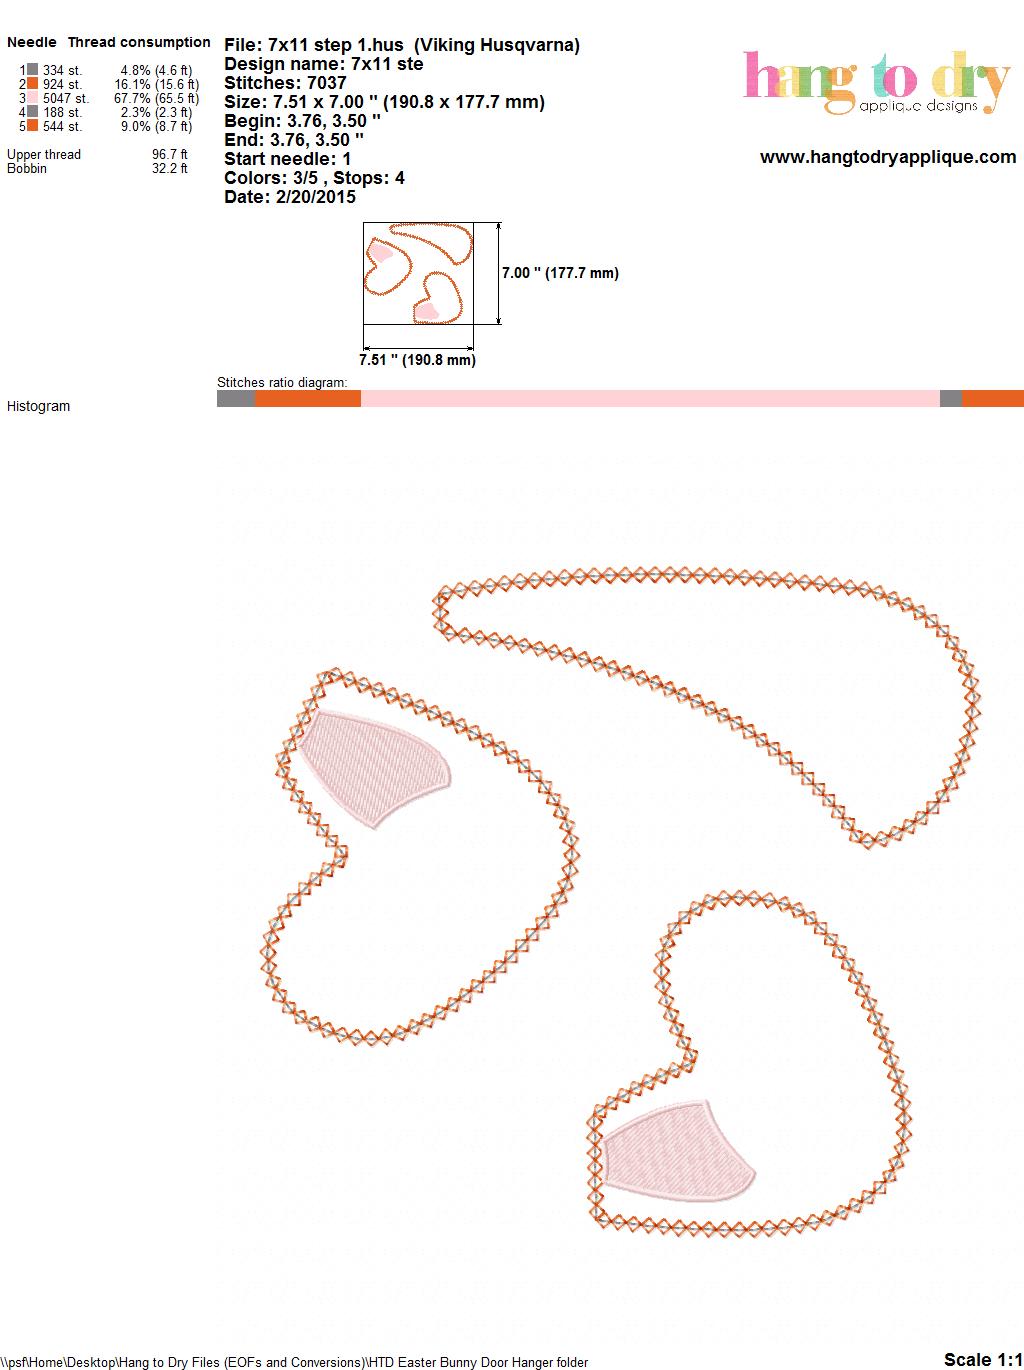 Needle Thread consumption
1 334 st. 4.8% (4.6 ft)
2 924 st. 16.1% (15.6 ft)
3 5047 st. 67.7% (65.5 ft)
4 188 st. 2.3% (2.3 ft)
5 544 st. 9.0% (8.7 ft)
Upper thread 96.7 ft
Bobbin 32.2 ft
File: 7x11 step 1.hus (Viking Husqvarna)
Design name: 7x11 ste
Stitches: 7037
Size: 7.51 x 7.00 " (190.8 x 177.7 mm)
Begin: 3.76, 3.50 "
End: 3.76, 3.50 "
Start needle: 1
Colors: 3/5 , Stops: 4
Date: 2/20/2015
hang to dry
applique designs
www.hangtodryapplique.com
7.00 " (177.7 mm)
7.51 " (190.8 mm)
Stitches ratio diagram:
Histogram
\\psf\Home\Desktop\Hang to Dry Files (EOFs and Conversions)\HTD Easter Bunny Door Hanger folder
Scale 1:1